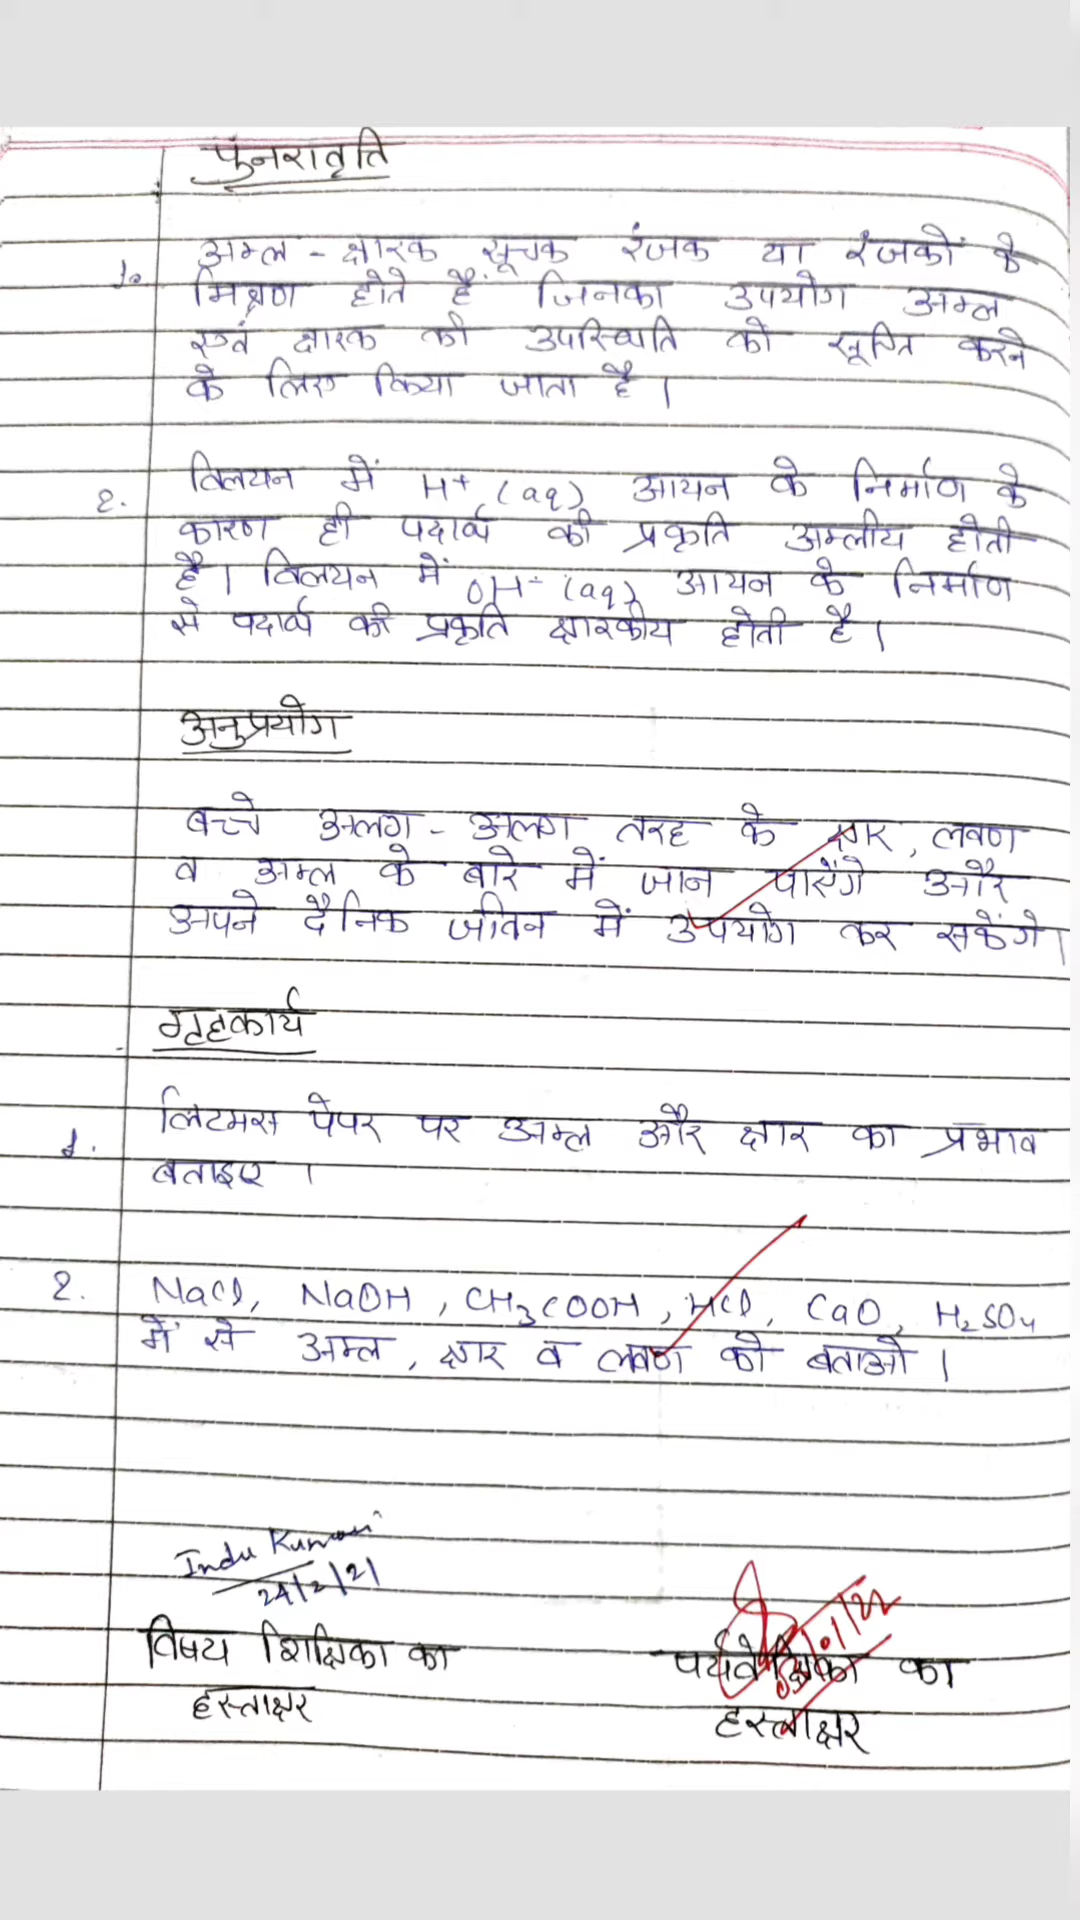 पुनरावृति
1. अम्ल - क्षारक सूचक रंजक या रंजकों के
मिश्रण होते हैं जिनका उपयोग अम्ल
एवं क्षारक की उपस्थिति को सूचित करने
के लिए किया जाता है।
2. विलयन में H+ (aq) आयन के निर्माण के
कारण ही पदार्थ की प्रकृति अम्लीय होती
है। विलयन में OH- (aq) आयन के निर्माण
से पदार्थ की प्रकृति क्षारकीय होती है।
अनुप्रयोग
बच्चे अलग - अलग तरह के क्षार, लवण
व अम्ल के बारे में जान पाएँगे और
अपने दैनिक जीवन में उपयोग कर सकेंगे।
गृहकार्य
1. लिटमस पेपर पर अम्ल और क्षार का प्रभाव
बताइए ।
2. NaCl, NaOH, CH3COOH, HCl, CaO, H2SO4
में से अम्ल, क्षार व लवण को बताओ।
Indu Kumari
24/2/21
विषय शिक्षिका का
हस्ताक्षर
01/22
पर्यवेक्षिका का
हस्ताक्षर